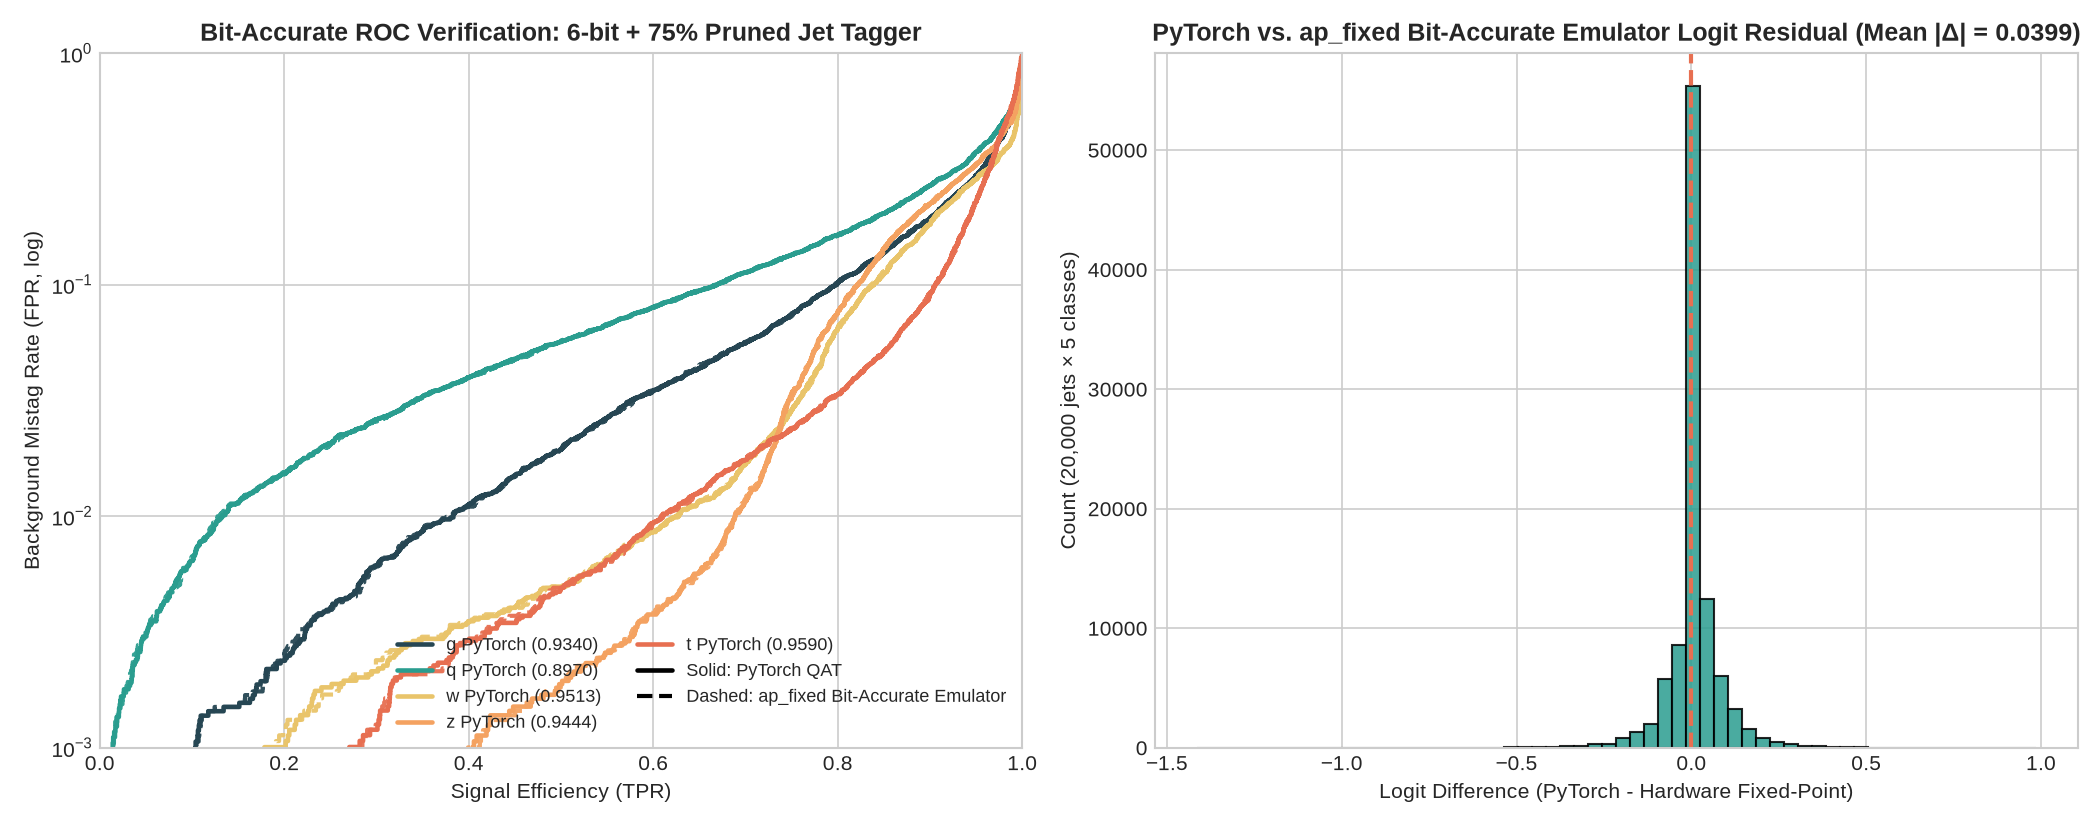 Bit-Accurate ROC Verification: 6-bit + 75% Pruned Jet Tagger
Background Mistag Rate (FPR, log)
10⁰
10⁻¹
10⁻²
10⁻³
g PyTorch (0.9340)
q PyTorch (0.8970)
w PyTorch (0.9513)
z PyTorch (0.9444)
t PyTorch (0.9590)
Solid: PyTorch QAT
Dashed: ap_fixed Bit-Accurate Emulator
0.0 0.2 0.4 0.6 0.8 1.0
Signal Efficiency (TPR)
PyTorch vs. ap_fixed Bit-Accurate Emulator Logit Residual (Mean |Δ| = 0.0399)
Count (20,000 jets × 5 classes)
50000
40000
30000
20000
10000
0
−1.5 −1.0 −0.5 0.0 0.5 1.0
Logit Difference (PyTorch - Hardware Fixed-Point)